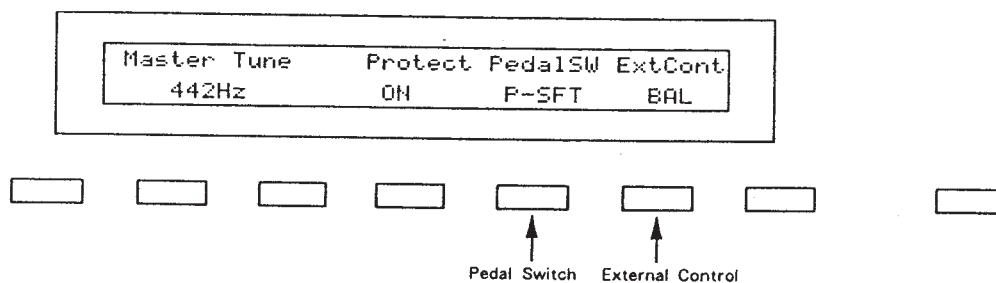 Master Tune Protect PedalSW ExtCont
442Hz ON P-SFT BAL
Pedal Switch External Control